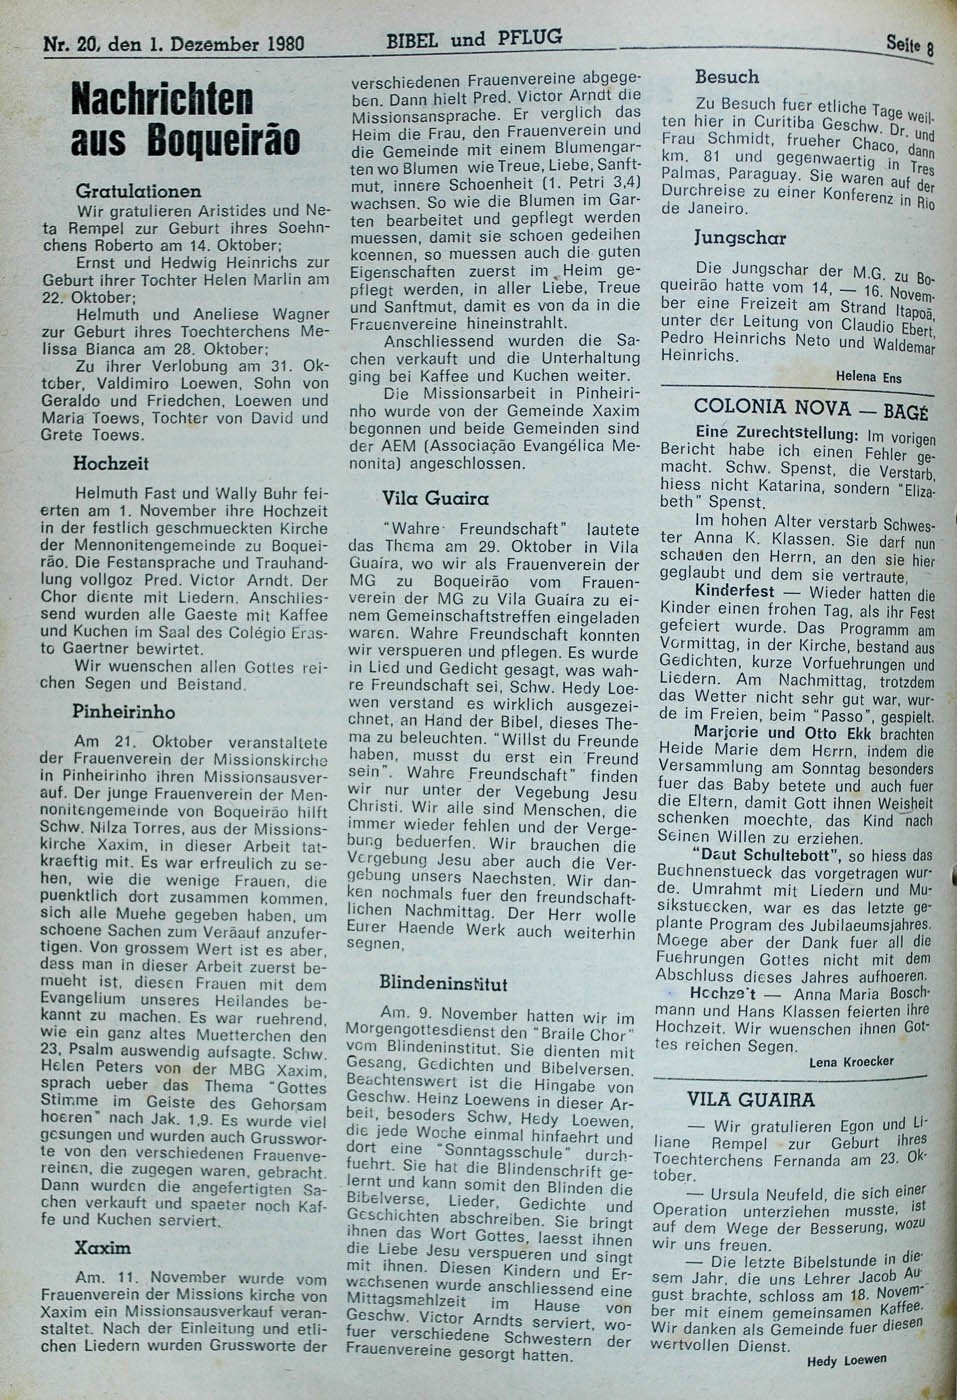 Nr. 20, den 1. Dezember 1980
BIBEL und PFLUG
Seite 8
Nachrichten
aus Boqueirão
Gratulationen
Wir gratulieren Aristides und Ne-
ta Rempel zur Geburt ihres Soehn-
chens Roberto am 14. Oktober;
Ernst und Hedwig Heinrichs zur
Geburt ihrer Tochter Helen Marlin am
22. Oktober;
Helmuth und Aneliese Wagner
zur Geburt ihres Toechterchens Me-
lissa Bianca am 28. Oktober;
Zu ihrer Verlobung am 31. Ok-
tober, Valdimiro Loewen, Sohn von
Geraldo und Friedchen, Loewen und
Maria Toews, Tochter von David und
Grete Toews.
Hochzeit
Helmuth Fast und Wally Buhr fei-
erten am 1. November ihre Hochzeit
in der festlich geschmueckten Kirche
der Mennonitengemeinde zu Boquei-
rão. Die Festansprache und Trauhand-
lung vollgoz Pred. Victor Arndt. Der
Chor diente mit Liedern. Anschlies-
send wurden alle Gaeste mit Kaffee
und Kuchen im Saal des Colégio Eras-
to Gaertner bewirtet.
Wir wuenschen allen Gottes rei-
chen Segen und Beistand.
Pinheirinho
Am 21. Oktober veranstaltete
der Frauenverein der Missionskirche
in Pinheirinho ihren Missionsausver-
auf. Der junge Frauenverein der Men-
nonitengemeinde von Boqueirão hilft
Schw. Nilza Torres, aus der Missions-
kirche Xaxim, in dieser Arbeit tat-
kraeftig mit. Es war erfreulich zu se-
hen, wie die wenige Frauen, die
puenktlich dort zusammen kommen,
sich alle Muehe gegeben haben, um
schoene Sachen zum Veräauf anzufer-
tigen. Von grossem Wert ist es aber,
dess man in dieser Arbeit zuerst be-
mueht ist, diesen Frauen mit dem
Evangelium unseres Heilandes be-
kannt zu machen. Es war ruehrend,
wie ein ganz altes Muetterchen den
23, Psalm auswendig aufsagte. Schw.
Helen Peters von der MBG Xaxim,
sprach ueber das Thema "Gottes
Stimme im Geiste des Gehorsam
hoeren" nach Jak. 1,9. Es wurde viel
gesungen und wurden auch Grusswor-
te von den verschiedenen Frauenve-
reinen, die zugegen waren, gebracht.
Dann wurden die angefertigten Sa-
chen verkauft und spaeter noch Kaf-
fe und Kuchen serviert.
Xaxim
Am. 11. November wurde vom
Frauenverein der Missions kirche von
Xaxim ein Missionsausverkauf veran-
staltet. Nach der Einleitung und etli-
chen Liedern wurden Grussworte der
verschiedenen Frauenvereine abgege-
ben. Dann hielt Pred. Victor Arndt die
Missionsansprache. Er verglich das
Heim die Frau, den Frauenverein und
die Gemeinde mit einem Blumengar-
ten wo Blumen wie Treue, Liebe, Sanft-
mut, innere Schoenheit (1. Petri 3,4)
wachsen. So wie die Blumen im Gar-
ten bearbeitet und gepflegt werden
muessen, damit sie schoen gedeihen
koennen, so muessen auch die guten
Eigenschaften zuerst im Heim ge-
pflegt werden, in aller Liebe, Treue
und Sanftmut, damit es von da in die
Frauenvereine hineinstrahlt.
Anschliessend wurden die Sa-
chen verkauft und die Unterhaltung
ging bei Kaffee und Kuchen weiter.
Die Missionsarbeit in Pinheiri-
nho wurde von der Gemeinde Xaxim
begonnen und beide Gemeinden sind
der AEM (Associação Evangélica Me-
nonita) angeschlossen.
Vila Guaira
"Wahre Freundschaft" lautete
das Thema am 29. Oktober in Vila
Guaíra, wo wir als Frauenverein der
MG zu Boqueirão vom Frauen-
verein der MG zu Vila Guaíra zu ei-
nem Gemeinschaftstreffen eingeladen
waren. Wahre Freundschaft konnten
wir verspueren und pflegen. Es wurde
in Lied und Gedicht gesagt, was wah-
re Freundschaft sei, Schw. Hedy Loe-
wen verstand es wirklich ausgezei-
chnet, an Hand der Bibel, dieses The-
ma zu beleuchten. "Willst du Freunde
haben, musst du erst ein Freund
sein". Wahre Freundschaft" finden
wir nur unter der Vegebung Jesu
Christi. Wir alle sind Menschen, die
immer wieder fehlen und der Verge-
bung beduerfen. Wir brauchen die
Vergebung Jesu aber auch die Ver-
gebung unsers Naechsten. Wir dan-
ken nochmals fuer den freundschaft-
lichen Nachmittag. Der Herr wolle
Eurer Haende Werk auch weiterhin
segnen,
Blindeninstitut
Am. 9. November hatten wir im
Morgengottesdienst den "Braile Chor"
vom Blindeninstitut. Sie dienten mit
Gesang, Gedichten und Bibelversen.
Beachtenswert ist die Hingabe von
Geschw. Heinz Loewens in dieser Ar-
beit, besoders Schw, Hedy Loewen,
die jede Woche einmal hinfaehrt und
dort eine "Sonntagsschule" durch-
fuehrt. Sie hat die Blindenschrift ge-
lernt und kann somit den Blinden die
Bibelverse, Lieder, Gedichte und
Geschichten abschreiben. Sie bringt
ihnen das Wort Gottes, laesst ihnen
die Liebe Jesu verspueren und singt
mit ihnen. Diesen Kindern und Er-
wachsenen wurde anschliessend eine
Mittagsmahlzeit im Hause von
Geschw. Victor Arndts serviert, wo-
fuer verschiedene Schwestern der
Frauenvereine gesorgt hatten.
Besuch
Zu Besuch fuer etliche Tage weil-
ten hier in Curitiba Geschw. Dr. und
Frau Schmidt, frueher Chaco, dann
km. 81 und gegenwaertig in Tres
Palmas, Paraguay. Sie waren auf der
Durchreise zu einer Konferenz in Rio
de Janeiro.
Jungschar
Die Jungschar der M.G. zu Bo-
queirão hatte vom 14, — 16. Novem-
ber eine Freizeit am Strand Itapoã,
unter der Leitung von Claudio Ebert,
Pedro Heinrichs Neto und Waldemar
Heinrichs.
Helena Ens
COLONIA NOVA — BAGÉ
Eine Zurechtstellung: Im vorigen
Bericht habe ich einen Fehler ge-
macht. Schw. Spenst, die Verstarb,
hiess nicht Katarina, sondern "Eliza-
beth" Spenst.
Im hohen Alter verstarb Schwes-
ter Anna K. Klassen. Sie darf nun
schauen den Herrn, an den sie hier
geglaubt und dem sie vertraute,
Kinderfest — Wieder hatten die
Kinder einen frohen Tag, als ihr Fest
gefeiert wurde. Das Programm am
Vormittag, in der Kirche, bestand aus
Gedichten, kurze Vorfuehrungen und
Liedern. Am Nachmittag, trotzdem
das Wetter nicht sehr gut war, wur-
de im Freien, beim "Passo", gespielt.
Marjorie und Otto Ekk brachten
Heide Marie dem Herrn, indem die
Versammlung am Sonntag besonders
fuer das Baby betete und auch fuer
die Eltern, damit Gott ihnen Weisheit
schenken moechte, das Kind nach
Seinen Willen zu erziehen.
"Daut Schultebott", so hiess das
Buehnenstueck das vorgetragen wur-
de. Umrahmt mit Liedern und Mu-
sikstuecken, war es das letzte ge-
plante Program des Jubilaeumsjahres.
Moege aber der Dank fuer all die
Fuehrungen Gottes nicht mit dem
Abschluss dieses Jahres aufhoeren.
Hochzeit — Anna Maria Bosch-
mann und Hans Klassen feierten ihre
Hochzeit. Wir wuenschen ihnen Got-
tes reichen Segen.
Lena Kroecker
VILA GUAIRA
— Wir gratulieren Egon und Li-
liane Rempel zur Geburt ihres
Toechterchens Fernanda am 23. Ok-
tober.
— Ursula Neufeld, die sich einer
Operation unterziehen musste, ist
auf dem Wege der Besserung, wozu
wir uns freuen.
— Die letzte Bibelstunde in die-
sem Jahr, die uns Lehrer Jacob Au-
gust brachte, schloss am 18. Novem-
ber mit einem gemeinsamen Kaffee.
Wir danken als Gemeinde fuer diesen
wertvollen Dienst.
Hedy Loewen